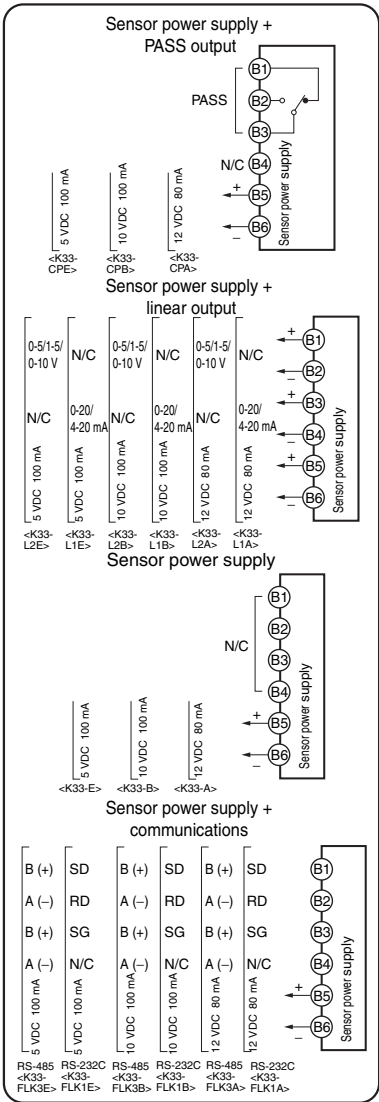 Sensor power supply +
PASS output
B1
PASS
B2
B3
N/C
B4
+
B5
−
B6
Sensor power supply
5 VDC 100 mA
10 VDC 100 mA
12 VDC 80 mA
<K33-
CPE>
<K33-
CPB>
<K33-
CPA>
Sensor power supply +
linear output
0-5/1-5/
0-10 V
N/C
0-5/1-5/
0-10 V
N/C
0-5/1-5/
0-10 V
N/C
N/C
0-20/
4-20 mA
N/C
0-20/
4-20 mA
N/C
0-20/
4-20 mA
5 VDC 100 mA
5 VDC 100 mA
10 VDC 100 mA
10 VDC 100 mA
12 VDC 80 mA
12 VDC 80 mA
+
B1
−
B2
+
B3
−
B4
+
B5
−
B6
Sensor power supply
<K33-
L2E>
<K33-
L1E>
<K33-
L2B>
<K33-
L1B>
<K33-
L2A>
<K33-
L1A>
Sensor power supply
N/C
B1
B2
B3
B4
+
B5
−
B6
Sensor power supply
5 VDC 100 mA
10 VDC 100 mA
12 VDC 80 mA
<K33-E>
<K33-B>
<K33-A>
Sensor power supply +
communications
B (+) SD B (+) SD B (+) SD B1
A (−) RD A (−) RD A (−) RD B2
B (+) SG B (+) SG B (+) SG B3
A (−) N/C A (−) N/C A (−) N/C B4
5 VDC 100 mA
5 VDC 100 mA
10 VDC 100 mA
10 VDC 100 mA
12 VDC 80 mA
12 VDC 80 mA
+
B5
−
B6
Sensor power supply
RS-485
<K33-
FLK3E>
RS-232C
<K33-
FLK1E>
RS-485
<K33-
FLK3B>
RS-232C
<K33-
FLK1B>
RS-485
<K33-
FLK3A>
RS-232C
<K33-
FLK1A>